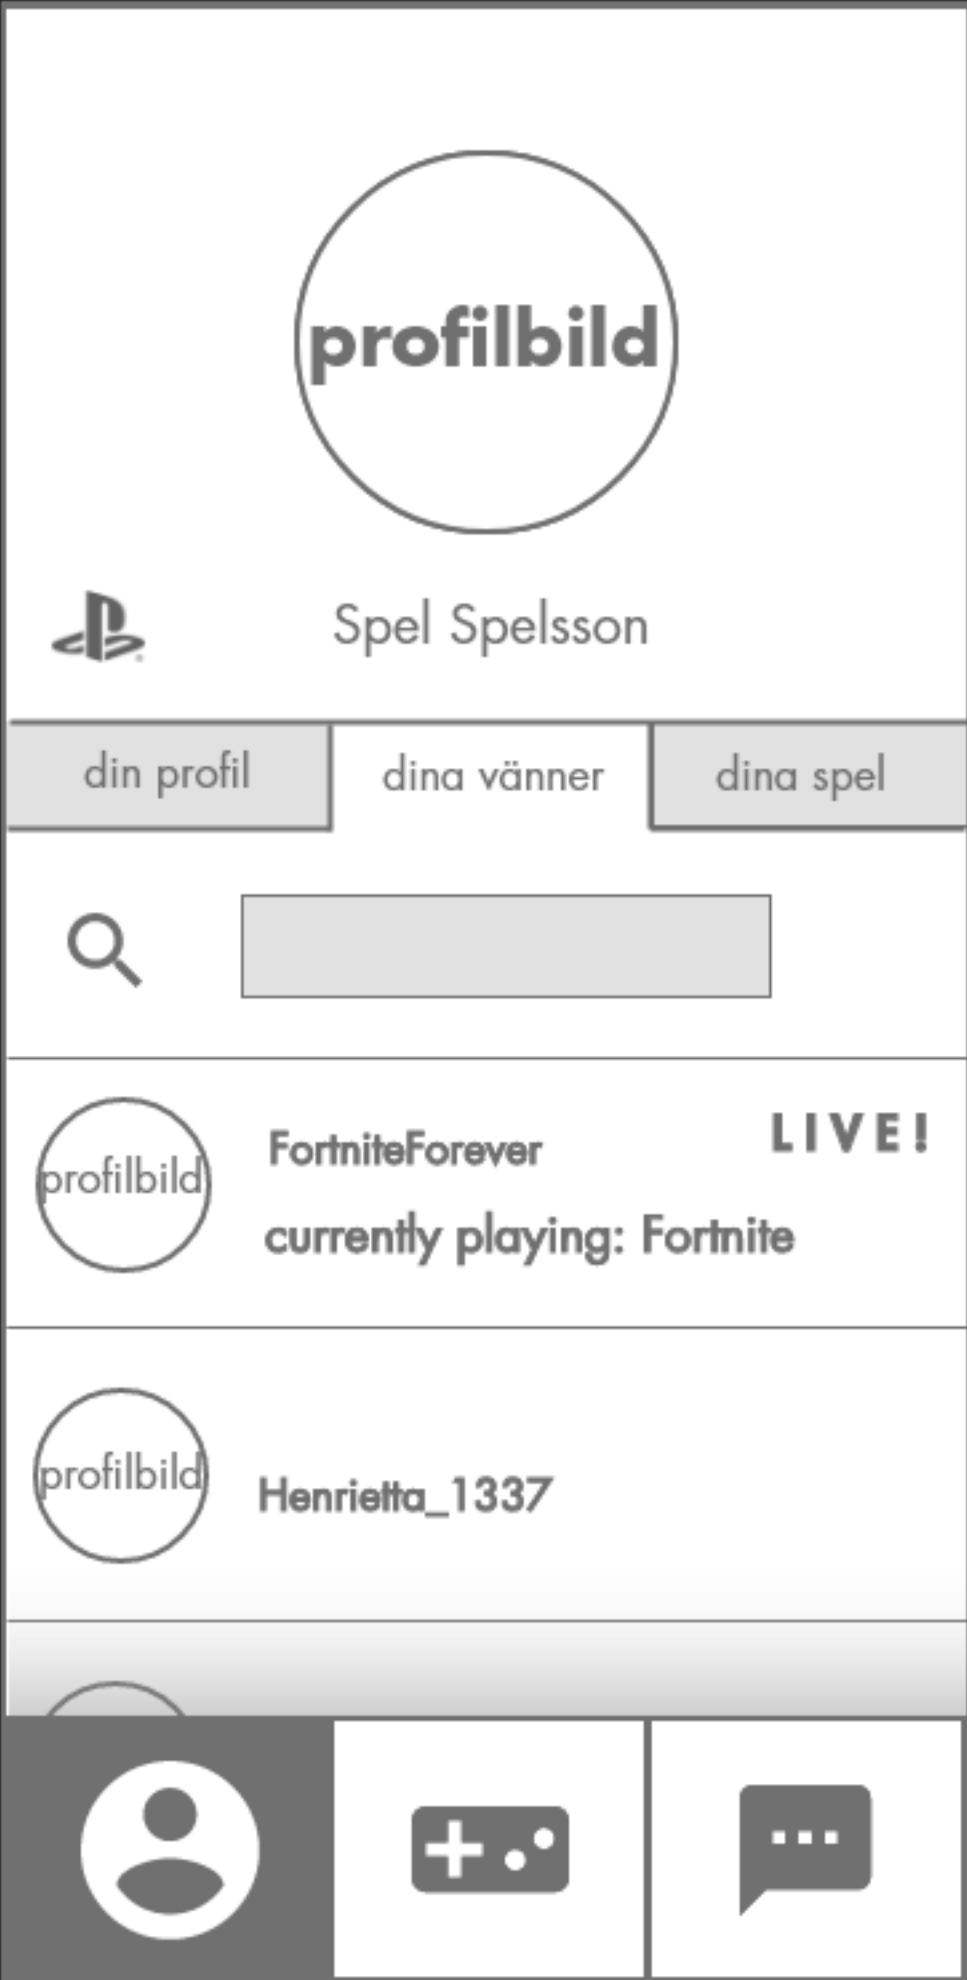 profilbild
Spel Spelsson
din profil
dina vänner
dina spel
FortniteForever
LIVE!
profilbild
currently playing: Fortnite
profilbild
Henrietta_1337